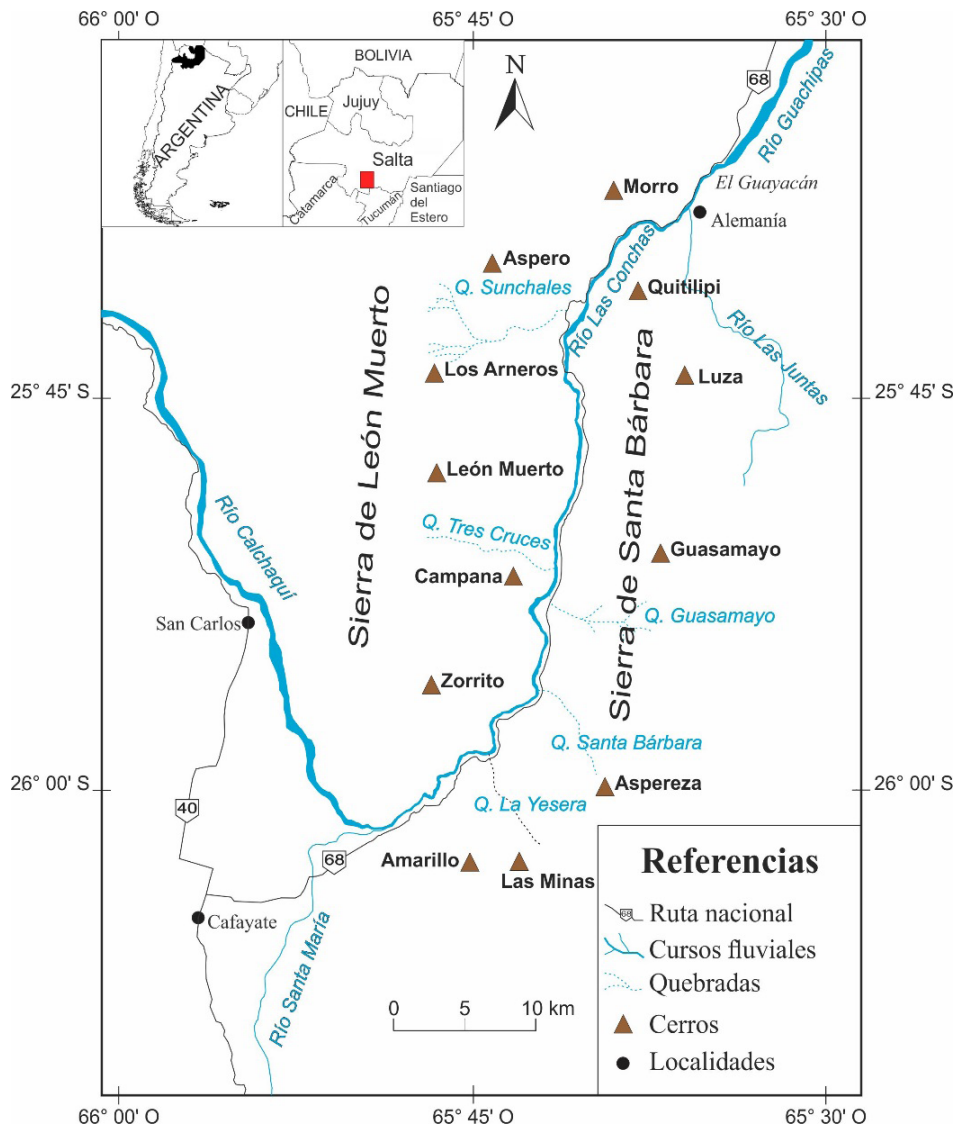 66° 00' O
65° 45' O
65° 30' O
BOLIVIA
CHILE
Jujuy
ARGENTINA
Salta
Catamarca
Tucumán
Santiago
del
Estero
N
68
Río Guachipas
Morro
El Guayacán
Alemanía
Aspero
Q. Sunchales
Río Las Conchas
Quitilipi
Río Las Juntas
Los Arneros
Luza
25° 45' S
25° 45' S
Sierra de León Muerto
Sierra de Santa Bárbara
León Muerto
Río Calchaquí
Q. Tres Cruces
Guasamayo
Campana
San Carlos
Q. Guasamayo
Zorrito
Q. Santa Bárbara
26° 00' S
26° 00' S
Aspereza
40
Q. La Yesera
68
Amarillo
Las Minas
Cafayate
Río Santa María
0
5
10 km
Referencias
68
Ruta nacional
Cursos fluviales
Quebradas
Cerros
Localidades
66° 00' O
65° 45' O
65° 30' O